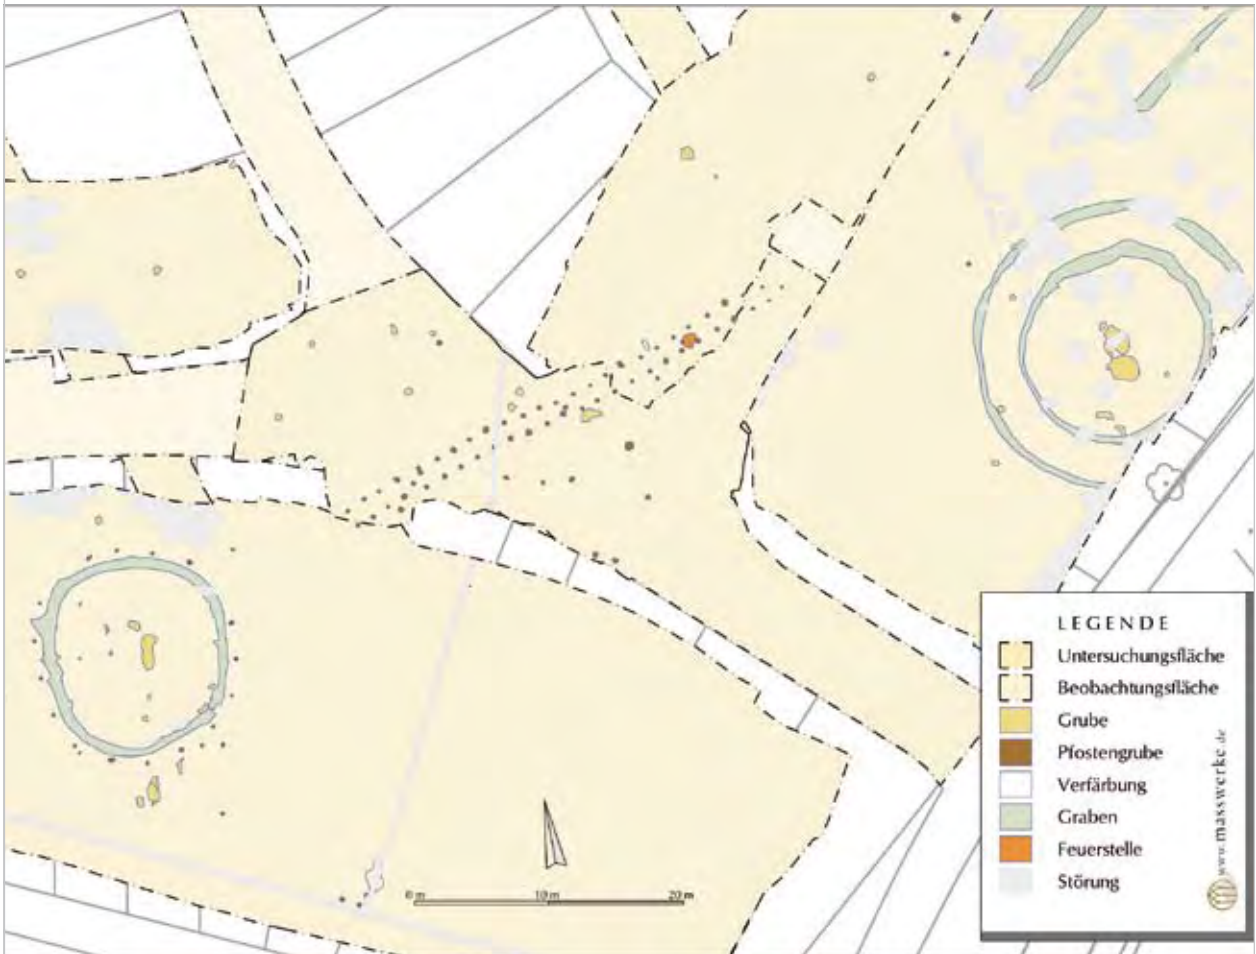 LEGENDE
Untersuchungsfläche
Beobachtungsfläche
Grube
Pfostengrube
Verfärbung
Graben
Feuerstelle
Störung
www.masswerke.de
0 m 10 m 20 m